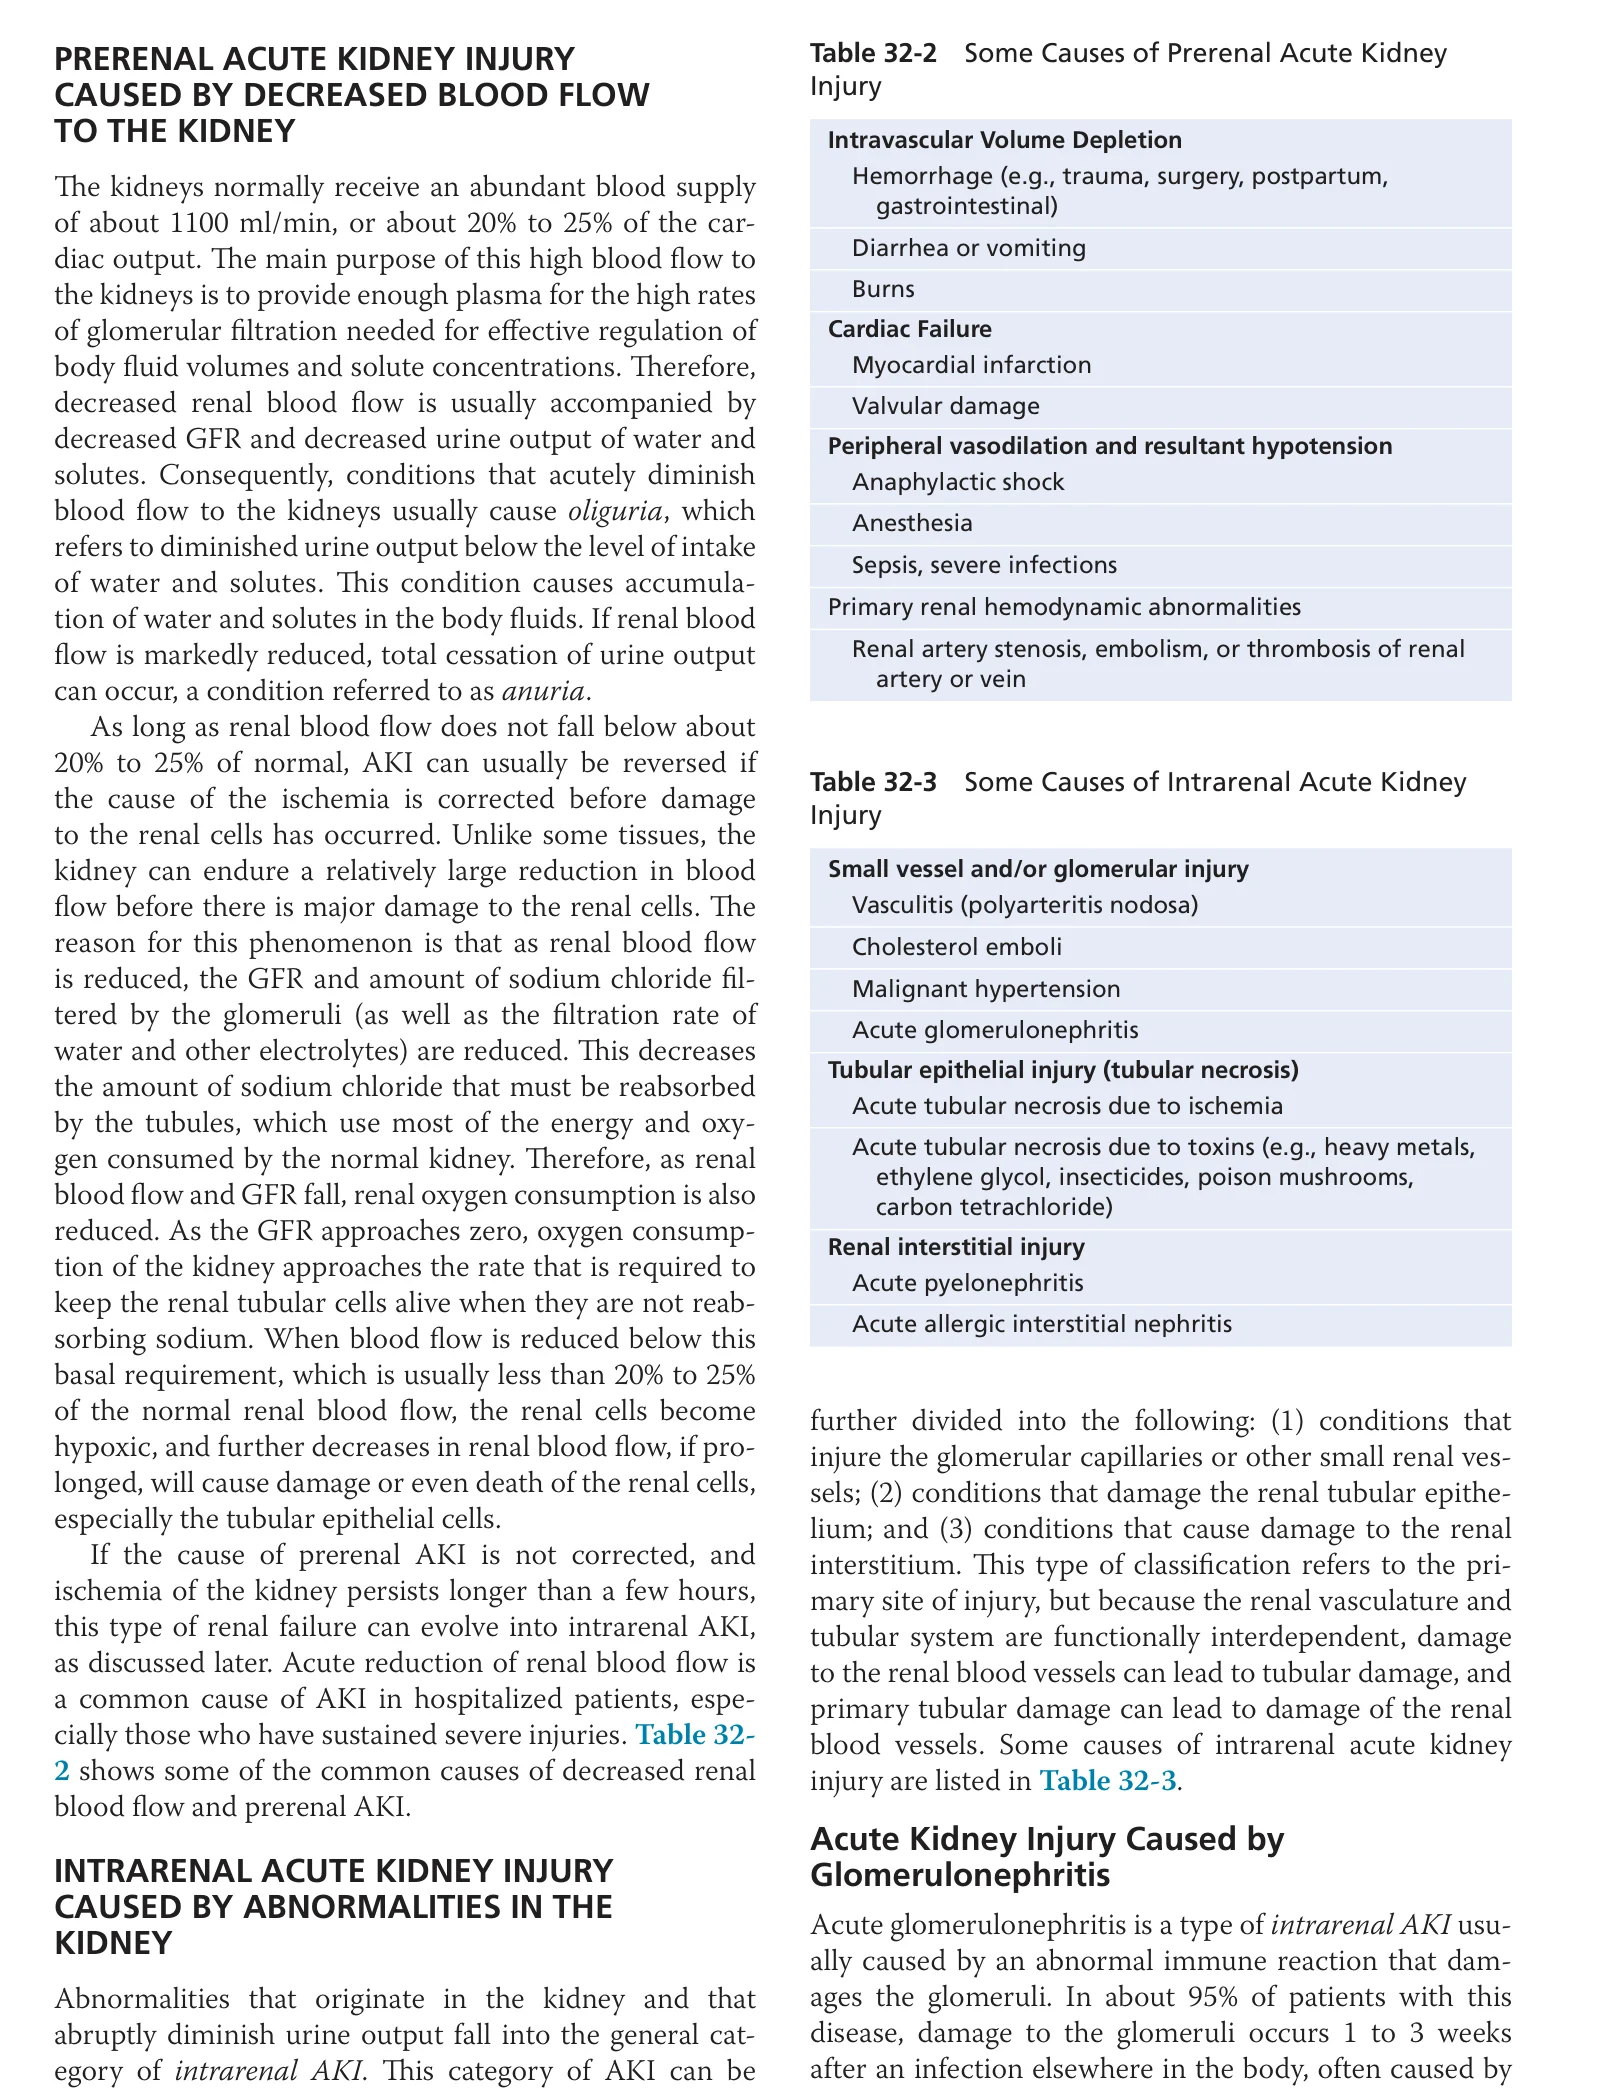 PRERENAL ACUTE KIDNEY INJURY
CAUSED BY DECREASED BLOOD FLOW
TO THE KIDNEY
The kidneys normally receive an abundant blood supply
of about 1100 ml/min, or about 20% to 25% of the car-
diac output. The main purpose of this high blood flow to
the kidneys is to provide enough plasma for the high rates
of glomerular filtration needed for effective regulation of
body fluid volumes and solute concentrations. Therefore,
decreased renal blood flow is usually accompanied by
decreased GFR and decreased urine output of water and
solutes. Consequently, conditions that acutely diminish
blood flow to the kidneys usually cause oliguria, which
refers to diminished urine output below the level of intake
of water and solutes. This condition causes accumula-
tion of water and solutes in the body fluids. If renal blood
flow is markedly reduced, total cessation of urine output
can occur, a condition referred to as anuria.
As long as renal blood flow does not fall below about
20% to 25% of normal, AKI can usually be reversed if
the cause of the ischemia is corrected before damage
to the renal cells has occurred. Unlike some tissues, the
kidney can endure a relatively large reduction in blood
flow before there is major damage to the renal cells. The
reason for this phenomenon is that as renal blood flow
is reduced, the GFR and amount of sodium chloride fil-
tered by the glomeruli (as well as the filtration rate of
water and other electrolytes) are reduced. This decreases
the amount of sodium chloride that must be reabsorbed
by the tubules, which use most of the energy and oxy-
gen consumed by the normal kidney. Therefore, as renal
blood flow and GFR fall, renal oxygen consumption is also
reduced. As the GFR approaches zero, oxygen consump-
tion of the kidney approaches the rate that is required to
keep the renal tubular cells alive when they are not reab-
sorbing sodium. When blood flow is reduced below this
basal requirement, which is usually less than 20% to 25%
of the normal renal blood flow, the renal cells become
hypoxic, and further decreases in renal blood flow, if pro-
longed, will cause damage or even death of the renal cells,
especially the tubular epithelial cells.
If the cause of prerenal AKI is not corrected, and
ischemia of the kidney persists longer than a few hours,
this type of renal failure can evolve into intrarenal AKI,
as discussed later. Acute reduction of renal blood flow is
a common cause of AKI in hospitalized patients, espe-
cially those who have sustained severe injuries. Table 32-
2 shows some of the common causes of decreased renal
blood flow and prerenal AKI.
INTRARENAL ACUTE KIDNEY INJURY
CAUSED BY ABNORMALITIES IN THE
KIDNEY
Abnormalities that originate in the kidney and that
abruptly diminish urine output fall into the general cat-
egory of intrarenal AKI. This category of AKI can be
Table 32-2 Some Causes of Prerenal Acute Kidney
Injury
Intravascular Volume Depletion
Hemorrhage (e.g., trauma, surgery, postpartum,
gastrointestinal)
Diarrhea or vomiting
Burns
Cardiac Failure
Myocardial infarction
Valvular damage
Peripheral vasodilation and resultant hypotension
Anaphylactic shock
Anesthesia
Sepsis, severe infections
Primary renal hemodynamic abnormalities
Renal artery stenosis, embolism, or thrombosis of renal
artery or vein
Table 32-3 Some Causes of Intrarenal Acute Kidney
Injury
Small vessel and/or glomerular injury
Vasculitis (polyarteritis nodosa)
Cholesterol emboli
Malignant hypertension
Acute glomerulonephritis
Tubular epithelial injury (tubular necrosis)
Acute tubular necrosis due to ischemia
Acute tubular necrosis due to toxins (e.g., heavy metals,
ethylene glycol, insecticides, poison mushrooms,
carbon tetrachloride)
Renal interstitial injury
Acute pyelonephritis
Acute allergic interstitial nephritis
further divided into the following: (1) conditions that
injure the glomerular capillaries or other small renal ves-
sels; (2) conditions that damage the renal tubular epithe-
lium; and (3) conditions that cause damage to the renal
interstitium. This type of classification refers to the pri-
mary site of injury, but because the renal vasculature and
tubular system are functionally interdependent, damage
to the renal blood vessels can lead to tubular damage, and
primary tubular damage can lead to damage of the renal
blood vessels. Some causes of intrarenal acute kidney
injury are listed in Table 32-3.
Acute Kidney Injury Caused by
Glomerulonephritis
Acute glomerulonephritis is a type of intrarenal AKI usu-
ally caused by an abnormal immune reaction that dam-
ages the glomeruli. In about 95% of patients with this
disease, damage to the glomeruli occurs 1 to 3 weeks
after an infection elsewhere in the body, often caused by